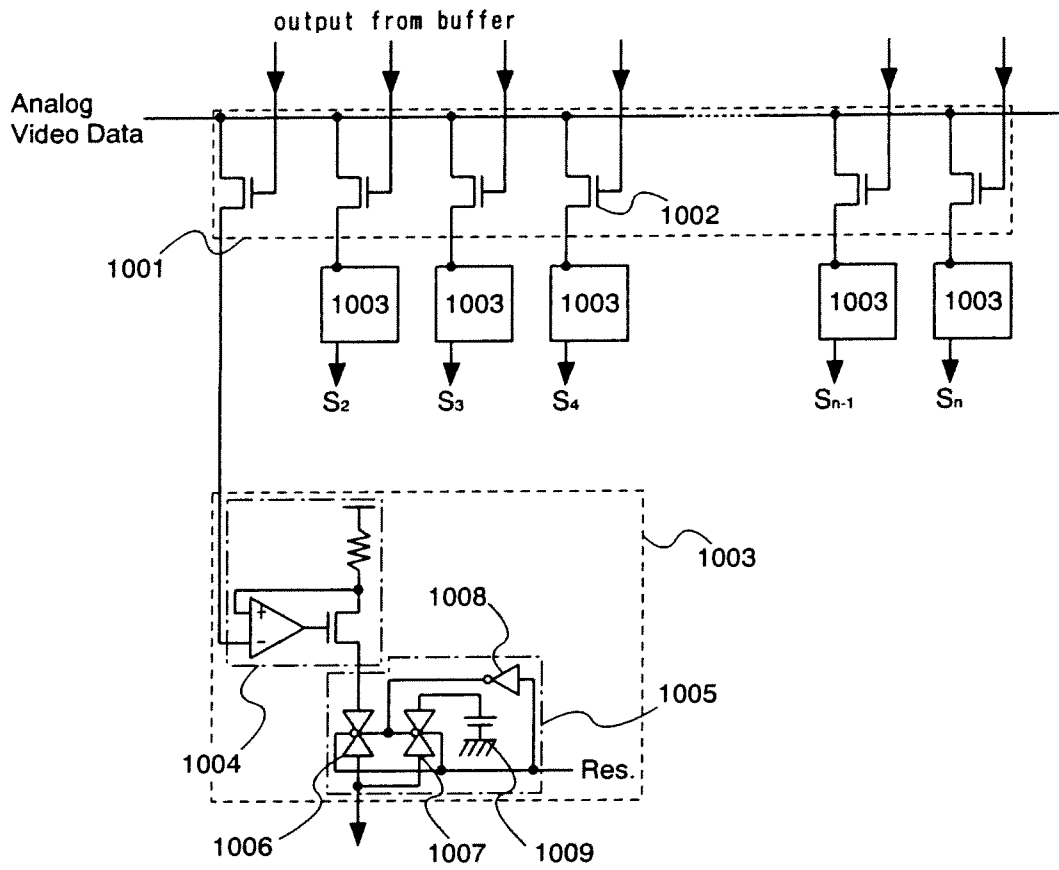 output from buffer
Analog
Video Data
1002
1001
1003 1003 1003 1003 1003
S2 S3 S4 Sn-1 Sn
1003
1008
+
-
1005
1004
Res.
1006 1007 1009